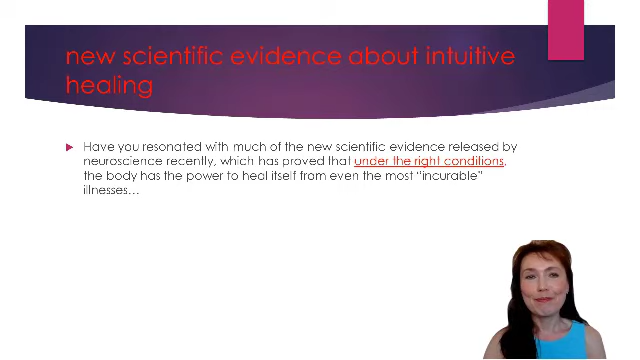 new scientific evidence about intuitive
healing
Have you resonated with much of the new scientific evidence released by
neuroscience recently, which has proved that under the right conditions,
the body has the power to heal itself from even the most “incurable”
illnesses…